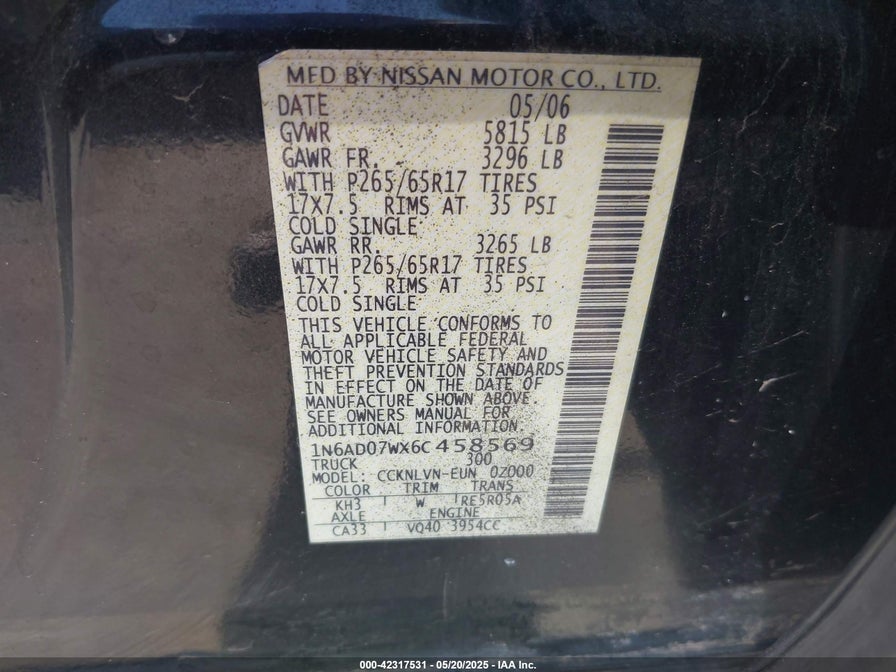 MFD BY NISSAN MOTOR CO., LTD.
DATE 05/06
GVWR 5815 LB
GAWR FR. 3296 LB
WITH P265/65R17 TIRES
17X7.5 RIMS AT 35 PSI
COLD SINGLE
GAWR RR. 3265 LB
WITH P265/65R17 TIRES
17X7.5 RIMS AT 35 PSI
COLD SINGLE
THIS VEHICLE CONFORMS TO
ALL APPLICABLE FEDERAL
MOTOR VEHICLE SAFETY AND
THEFT PREVENTION STANDARDS
IN EFFECT ON THE DATE OF
MANUFACTURE SHOWN ABOVE.
SEE OWNERS MANUAL FOR
ADDITIONAL INFORMATION.
1N6AD07WX6C458569
TRUCK 300
MODEL: CCKNLVN-EUN 0Z000
COLOR TRIM TRANS
KH3 W RE5R05A
AXLE ENGINE
CA33 VQ40 3954CC
000-42317531 - 05/20/2025 - IAA Inc.